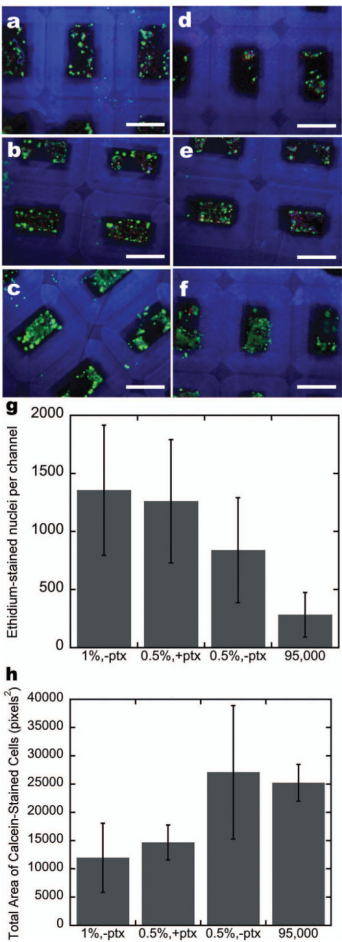 a
d
b
e
c
f
g
2000
1500
1000
500
0
Ethidium-stained nuclei per channel
1%,-ptx 0.5%,+ptx 0.5%,-ptx 95,000
h
40000
35000
30000
25000
20000
15000
10000
5000
0
Total Area of Calcein-Stained Cells (pixels²)
1%,-ptx 0.5%,+ptx 0.5%,-ptx 95,000